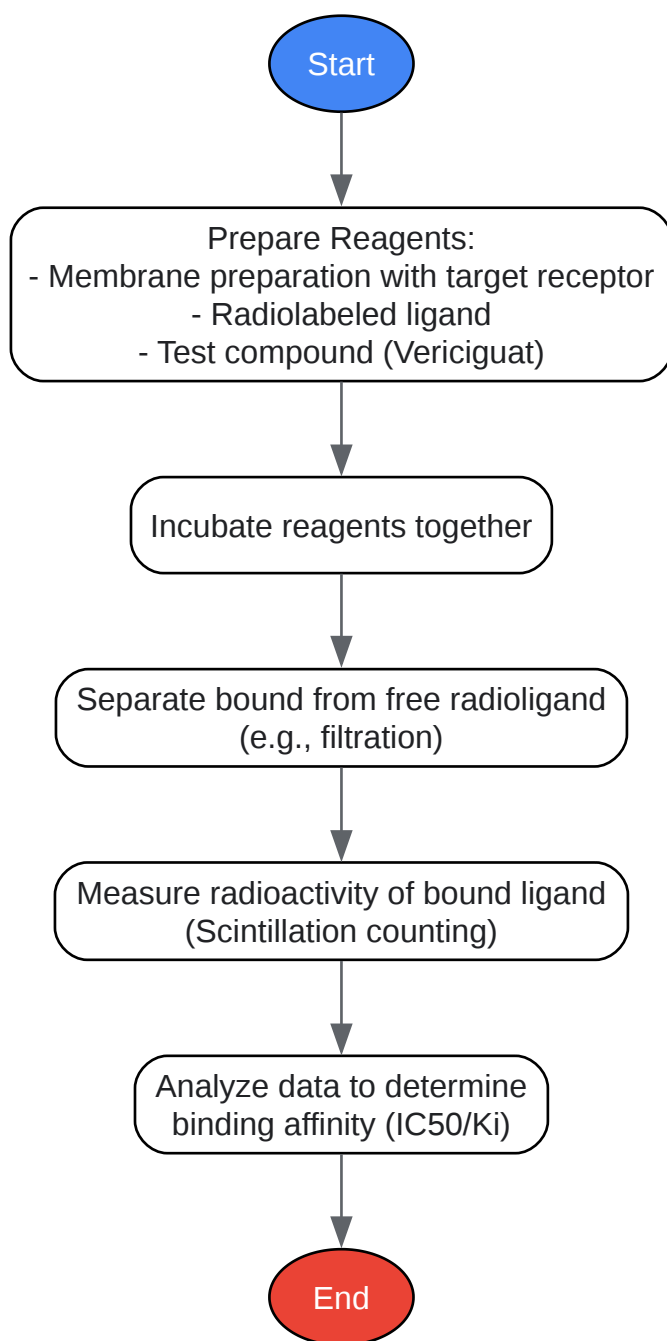 Start
Prepare Reagents:
- Membrane preparation with target receptor
- Radiolabeled ligand
- Test compound (Vericiguat)
Incubate reagents together
Separate bound from free radioligand
(e.g., filtration)
Measure radioactivity of bound ligand
(Scintillation counting)
Analyze data to determine
binding affinity (IC50/Ki)
End